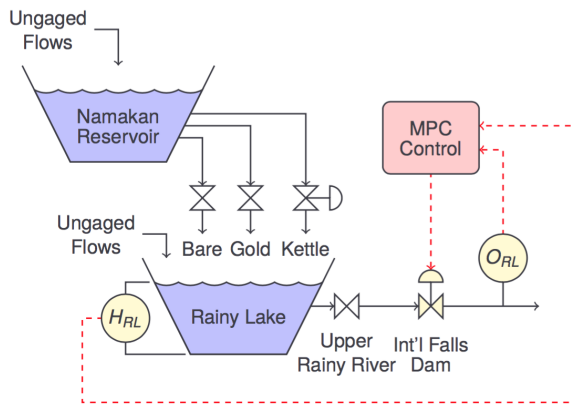 Ungaged
Flows
Namakan
Reservoir
MPC
Control
Ungaged
Flows
Bare Gold Kettle
O_RL
H_RL
Rainy Lake
Upper
Rainy River
Int'l Falls
Dam